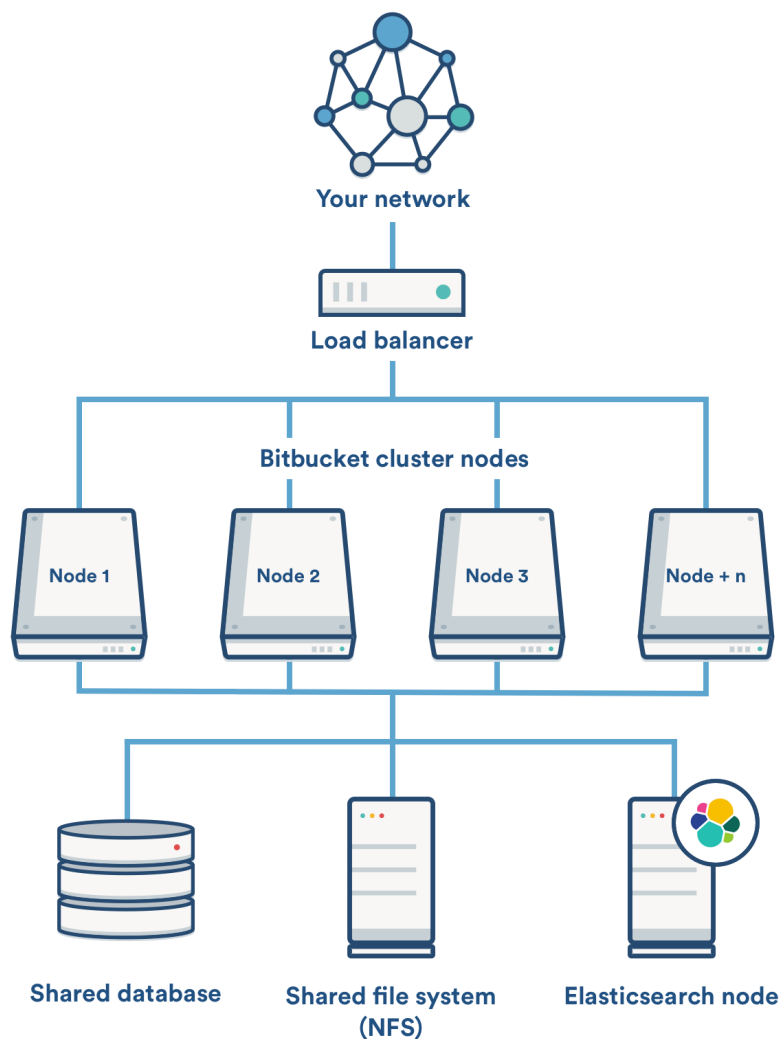 Your network
Load balancer
Bitbucket cluster nodes
Node 1
Node 2
Node 3
Node + n
Shared database
Shared file system
(NFS)
Elasticsearch node